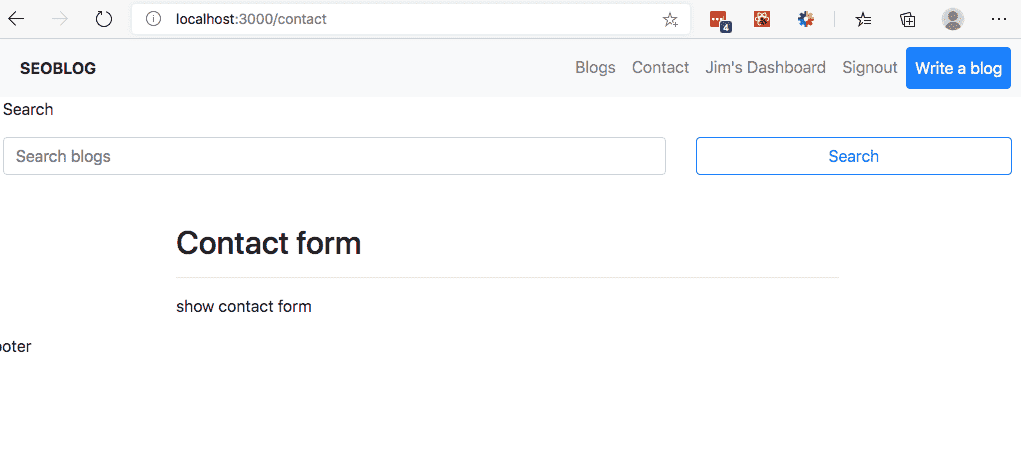 localhost:3000/contact
4
SEOBLOG Blogs Contact Jim's Dashboard Signout Write a blog
Search
Search blogs Search
Contact form
show contact form
ooter